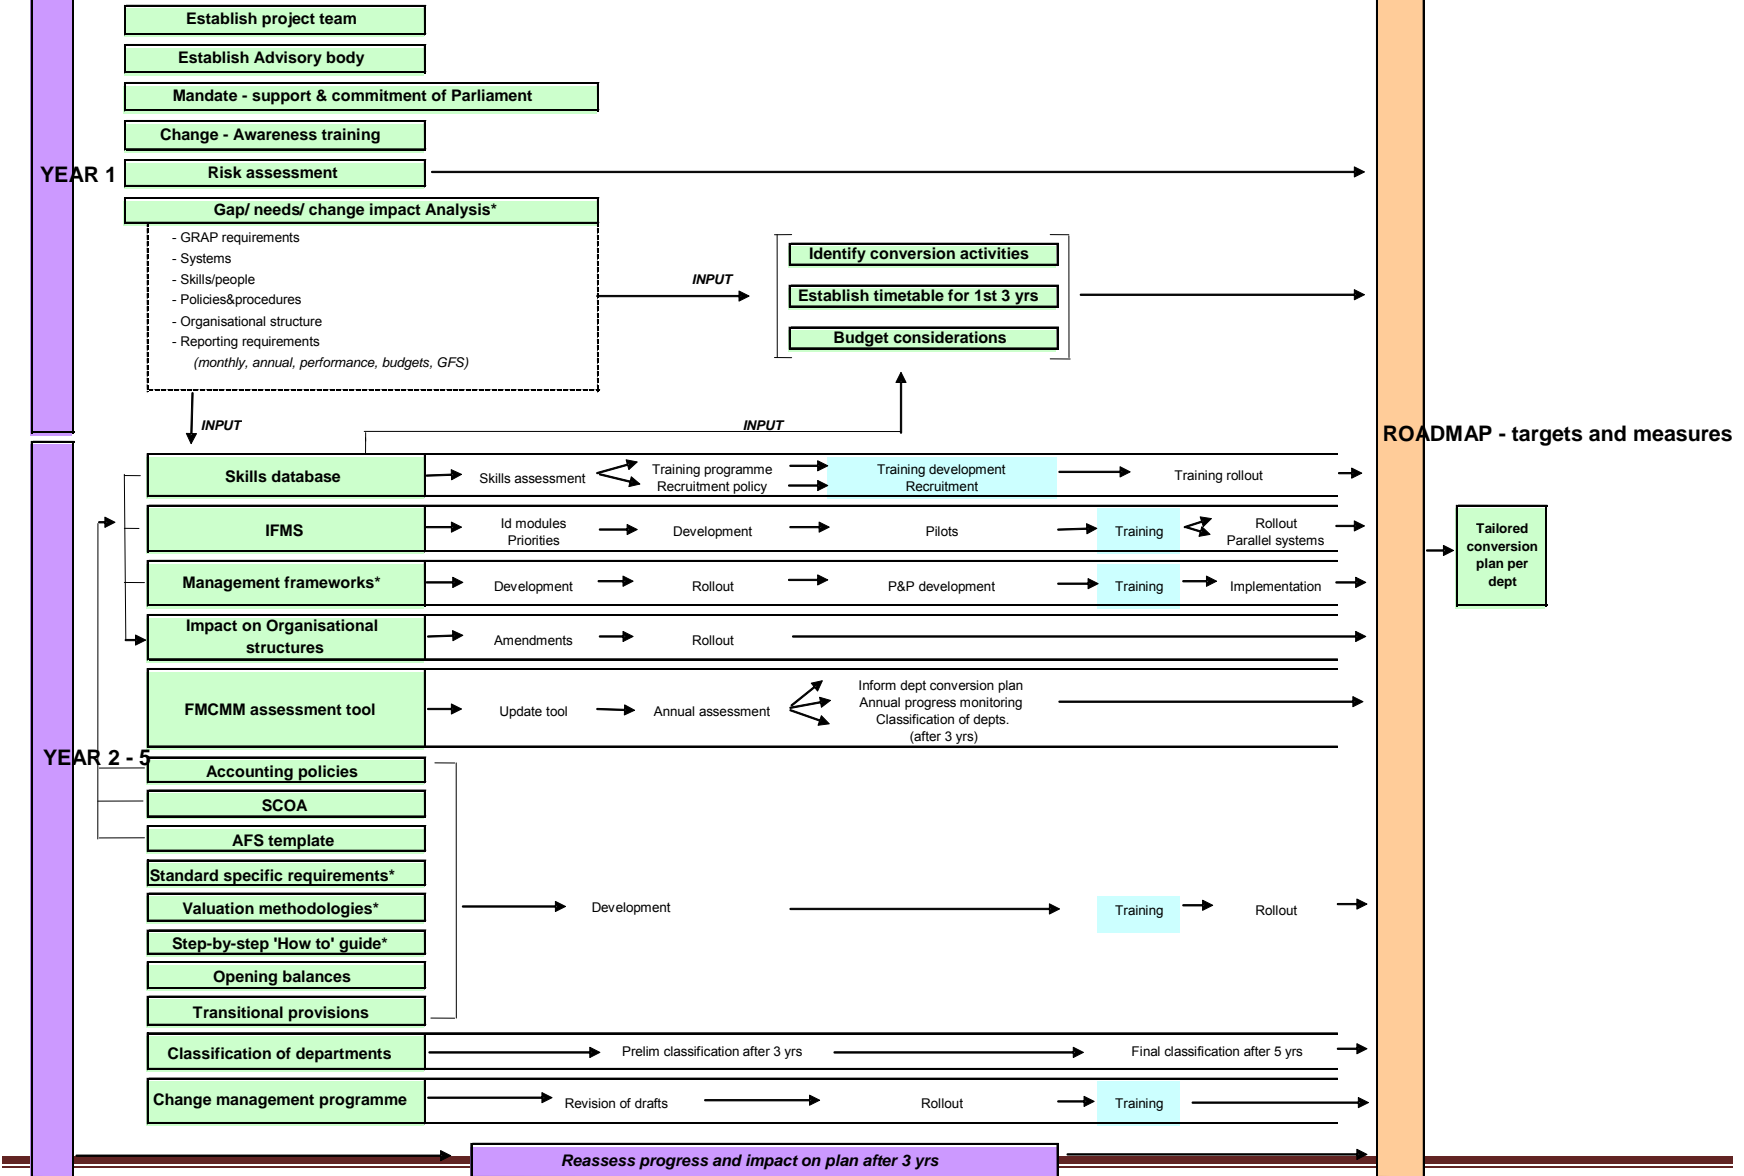 Establish project team
Establish Advisory body
Mandate - support & commitment of Parliament
Change - Awareness training
YEAR 1
Risk assessment
Gap/ needs/ change impact Analysis*
- GRAP requirements
- Systems
- Skills/people
- Policies&procedures
- Organisational structure
- Reporting requirements
(monthly, annual, performance, budgets, GFS)
INPUT
Identify conversion activities
Establish timetable for 1st 3 yrs
Budget considerations
INPUT
INPUT
ROADMAP - targets and measures
Skills database
Skills assessment
Training programme
Recruitment policy
Training development
Recruitment
Training rollout
IFMS
Id modules
Priorities
Development
Pilots
Training
Rollout
Parallel systems
Tailored
conversion
plan per
dept
Management frameworks*
Development
Rollout
P&P development
Training
Implementation
Impact on Organisational
structures
Amendments
Rollout
FMCMM assessment tool
Update tool
Annual assessment
Inform dept conversion plan
Annual progress monitoring
Classification of depts.
(after 3 yrs)
YEAR 2 - 5
Accounting policies
SCOA
AFS template
Standard specific requirements*
Valuation methodologies*
Step-by-step 'How to' guide*
Opening balances
Transitional provisions
Development
Training
Rollout
Classification of departments
Prelim classification after 3 yrs
Final classification after 5 yrs
Change management programme
Revision of drafts
Rollout
Training
Reassess progress and impact on plan after 3 yrs